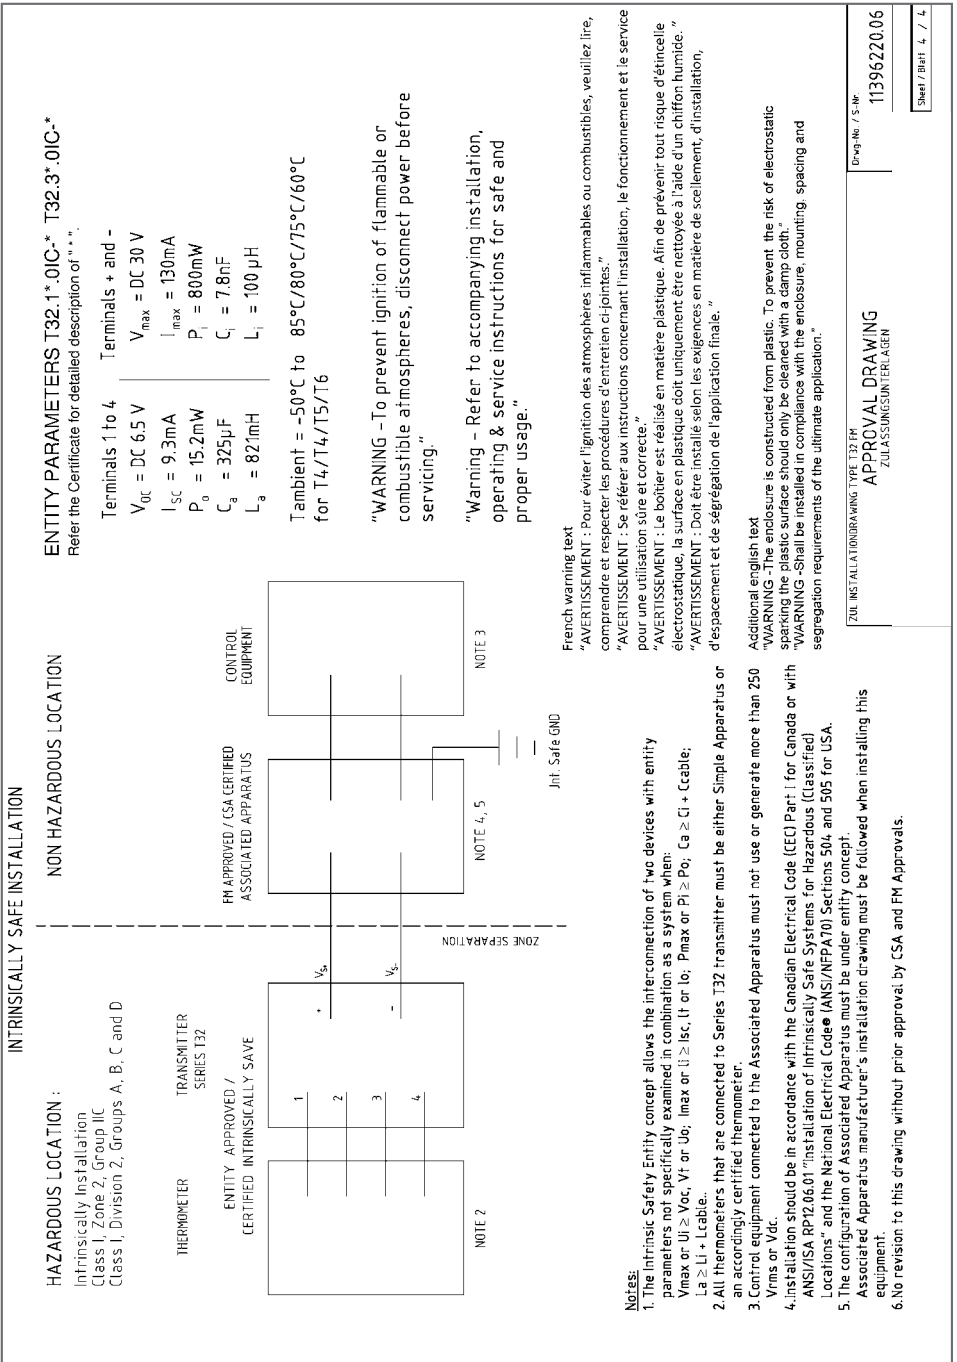 INTRINSICALLY SAFE INSTALLATION
HAZARDOUS LOCATION :
Intrinsically Installation
Class I, Zone 2, Group IIC
Class I, Division 2, Groups A, B, C and D
NON HAZARDOUS LOCATION
THERMOMETER
TRANSMITTER
SERIES T32
ENTITY APPROVED /
CERTIFIED INTRINSICALLY SAVE
1
2
3
4
+
-
Vs+
Vs-
NOTE 2
ZONE SEPARATION
FM APPROVED / CSA CERTIFIED
ASSOCIATED APPARATUS
NOTE 4, 5
Jnt. Safe GND
CONTROL
EQUIPMENT
NOTE 3
ENTITY PARAMETERS T32.1*.0IC-* T32.3*.0IC-*
Refer the Certificate for detailed description of "*".
Terminals 1 to 4 Terminals + and -
VOC = DC 6.5 V Vmax = DC 30 V
ISC = 9.3mA Imax = 130mA
Po = 15.2mW Pi = 800mW
Ca = 325µF Ci = 7.8nF
La = 821mH Li = 100µH
Tambient = -50°C to 85°C/80°C/75°C/60°C
for T4/T4/T5/T6
"WARNING -To prevent ignition of flammable or
combustible atmospheres, disconnect power before
servicing."
"Warning - Refer to accompanying installation,
operating & service instructions for safe and
proper usage."
Notes:
1. The Intrinsic Safety Entity concept allows the interconnection of two devices with entity
parameters not specifically examined in combination as a system when:
Vmax or Ui ≥ Voc, Vt or Uo; Imax or Ii ≥ Isc, It or Io; Pmax or Pi ≥ Po; Ca ≥ Ci + Ccable;
La ≥ Li + Lcable..
2. All thermometers that are connected to Series T32 transmitter must be either Simple Apparatus or
an accordingly certified thermometer.
3. Control equipment connected to the Associated Apparatus must not use or generate more than 250
Vrms or Vdc.
4.Installation should be in accordance with the Canadian Electrical Code (CEC) Part I for Canada or with
ANSI/ISA RP12.06.01 "Installation of Intrinsically Safe Systems for Hazardous (Classified)
Locations" and the National Electrical Code® (ANSI/NFPA70) Sections 504 and 505 for USA.
5. The configuration of Associated Apparatus must be under entity concept.
Associated Apparatus manufacturer's installation drawing must be followed when installing this
equipment.
6.No revision to this drawing without prior approval by CSA and FM Approvals.
French warning text
"AVERTISSEMENT : Pour éviter l'ignition des atmosphères inflammables ou combustibles, veuillez lire,
comprendre et respecter les procédures d'entretien ci-jointes."
"AVERTISSEMENT : Se référer aux instructions concernant l'installation, le fonctionnement et le service
pour une utilisation sûre et correcte."
"AVERTISSEMENT : Le boîtier est réalisé en matière plastique. Afin de prévenir tout risque d'étincelle
électrostatique, la surface en plastique doit uniquement être nettoyée à l'aide d'un chiffon humide. "
"AVERTISSEMENT : Doit être installé selon les exigences en matière de scellement, d'installation,
d'espacement et de ségrégation de l'application finale. "
Additional english text
"WARNING -The enclosure is constructed from plastic. To prevent the risk of electrostatic
sparking the plastic surface should only be cleaned with a damp cloth."
"WARNING -Shall be installed in compliance with the enclosure, mounting, spacing and
segregation requirements of the ultimate application."
ZUL INSTALLATIONDRAWING TYPE T32 FM
APPROVAL DRAWING
ZULASSUNGSUNTERLAGEN
Drwg-No / S-Nr.
11396220.06
Sheet / Blatt 4 / 4